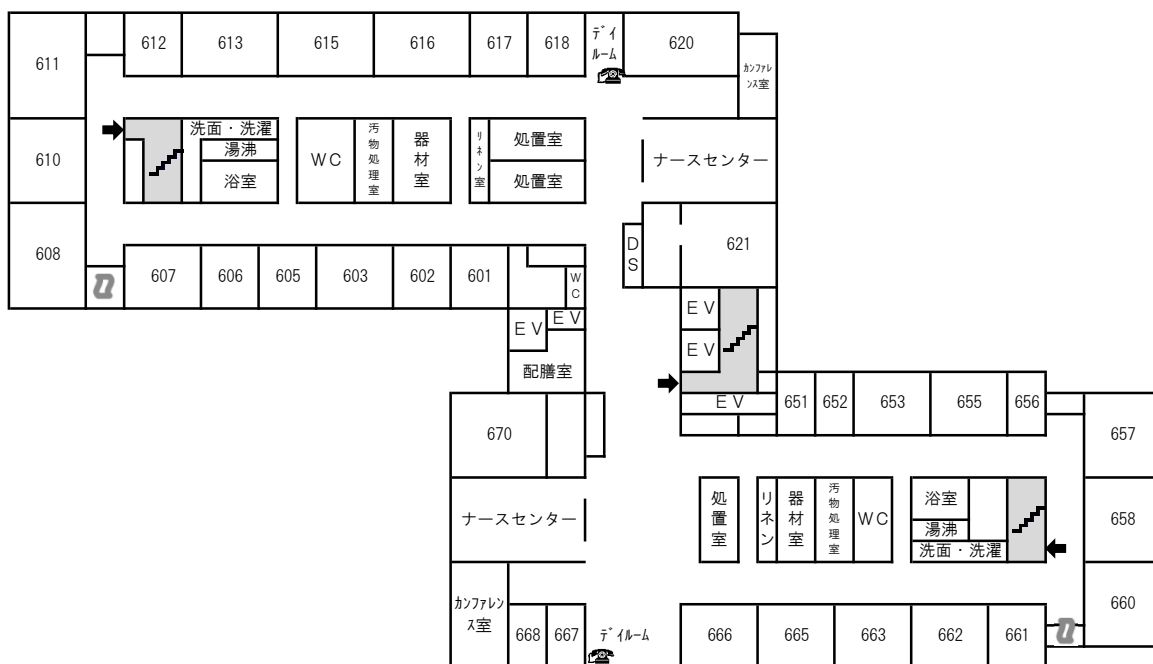 611
612
613
615
616
617
618
ﾃﾞｲ
ﾙｰﾑ
620
ｶﾝﾌｧﾚ
ﾝｽ室
610
洗面・洗濯
湯沸
浴室
ＷＣ
汚物処理室
器材室
リネン室
処置室
処置室
ナースセンター
608
607
606
605
603
602
601
ＷＣ
ＤＳ
621
ＥＶ
ＥＶ
ＥＶ
ＥＶ
配膳室
ＥＶ
651
652
653
655
656
657
670
ナースセンター
処置室
リネン
器材室
汚物処理室
ＷＣ
浴室
湯沸
洗面・洗濯
658
ｶﾝﾌｧﾚﾝ
ｽ室
668
667
ﾃﾞｲﾙｰﾑ
666
665
663
662
661
660